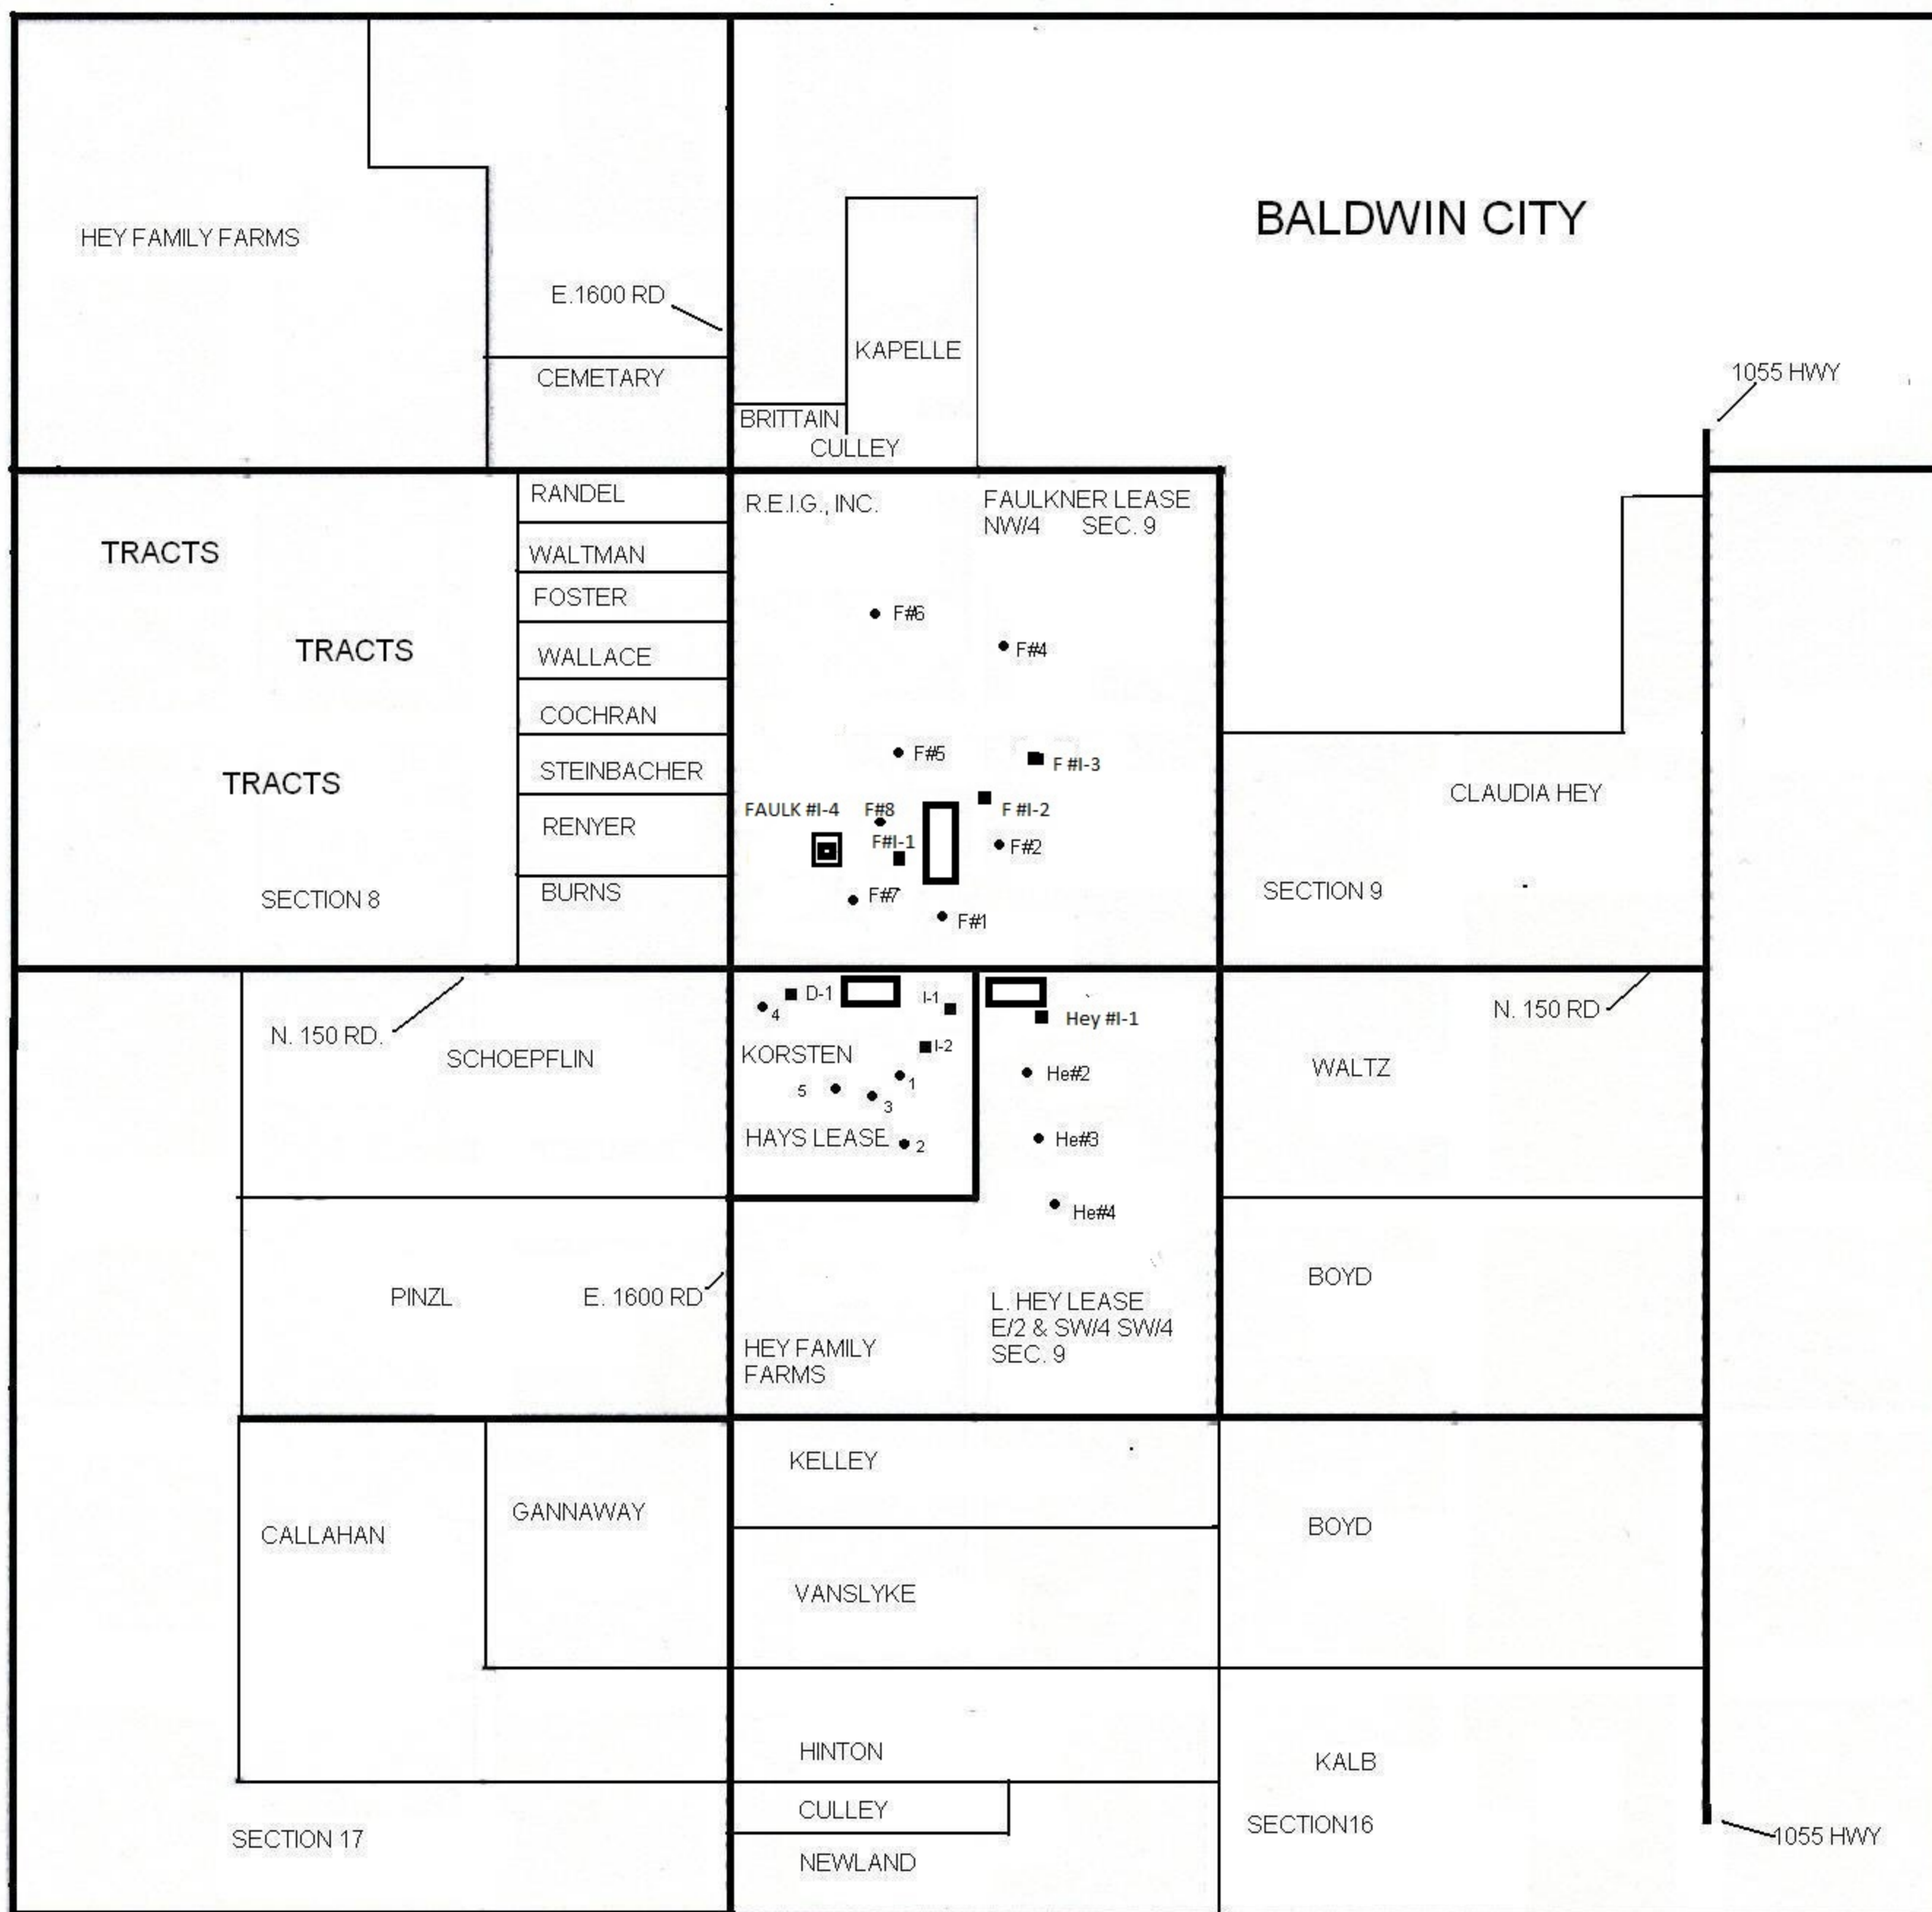 BALDWIN CITY
HEY FAMILY FARMS
E.1600 RD
KAPELLE
1055 HWY
CEMETARY
BRITTAIN
CULLEY
RANDEL
R.E.I.G., INC.
FAULKNER LEASE
NW/4 SEC. 9
TRACTS
WALTMAN
FOSTER
F#6
TRACTS
WALLACE
F#4
COCHRAN
F#5
F #I-3
STEINBACHER
TRACTS
CLAUDIA HEY
FAULK #I-4
F#8
F #I-2
RENYER
F#I-1
F#2
SECTION 8
BURNS
F#7
SECTION 9
F#1
D-1
I-1
4
N. 150 RD.
Hey #I-1
N. 150 RD
SCHOEPFLIN
KORSTEN
I-2
WALTZ
He#2
5
1
3
HAYS LEASE
2
He#3
He#4
PINZL
E. 1600 RD
BOYD
L. HEY LEASE
E/2 & SW/4 SW/4
SEC. 9
HEY FAMILY
FARMS
KELLEY
CALLAHAN
GANNAWAY
BOYD
VANSLYKE
HINTON
KALB
CULLEY
SECTION16
SECTION 17
1055 HWY
NEWLAND